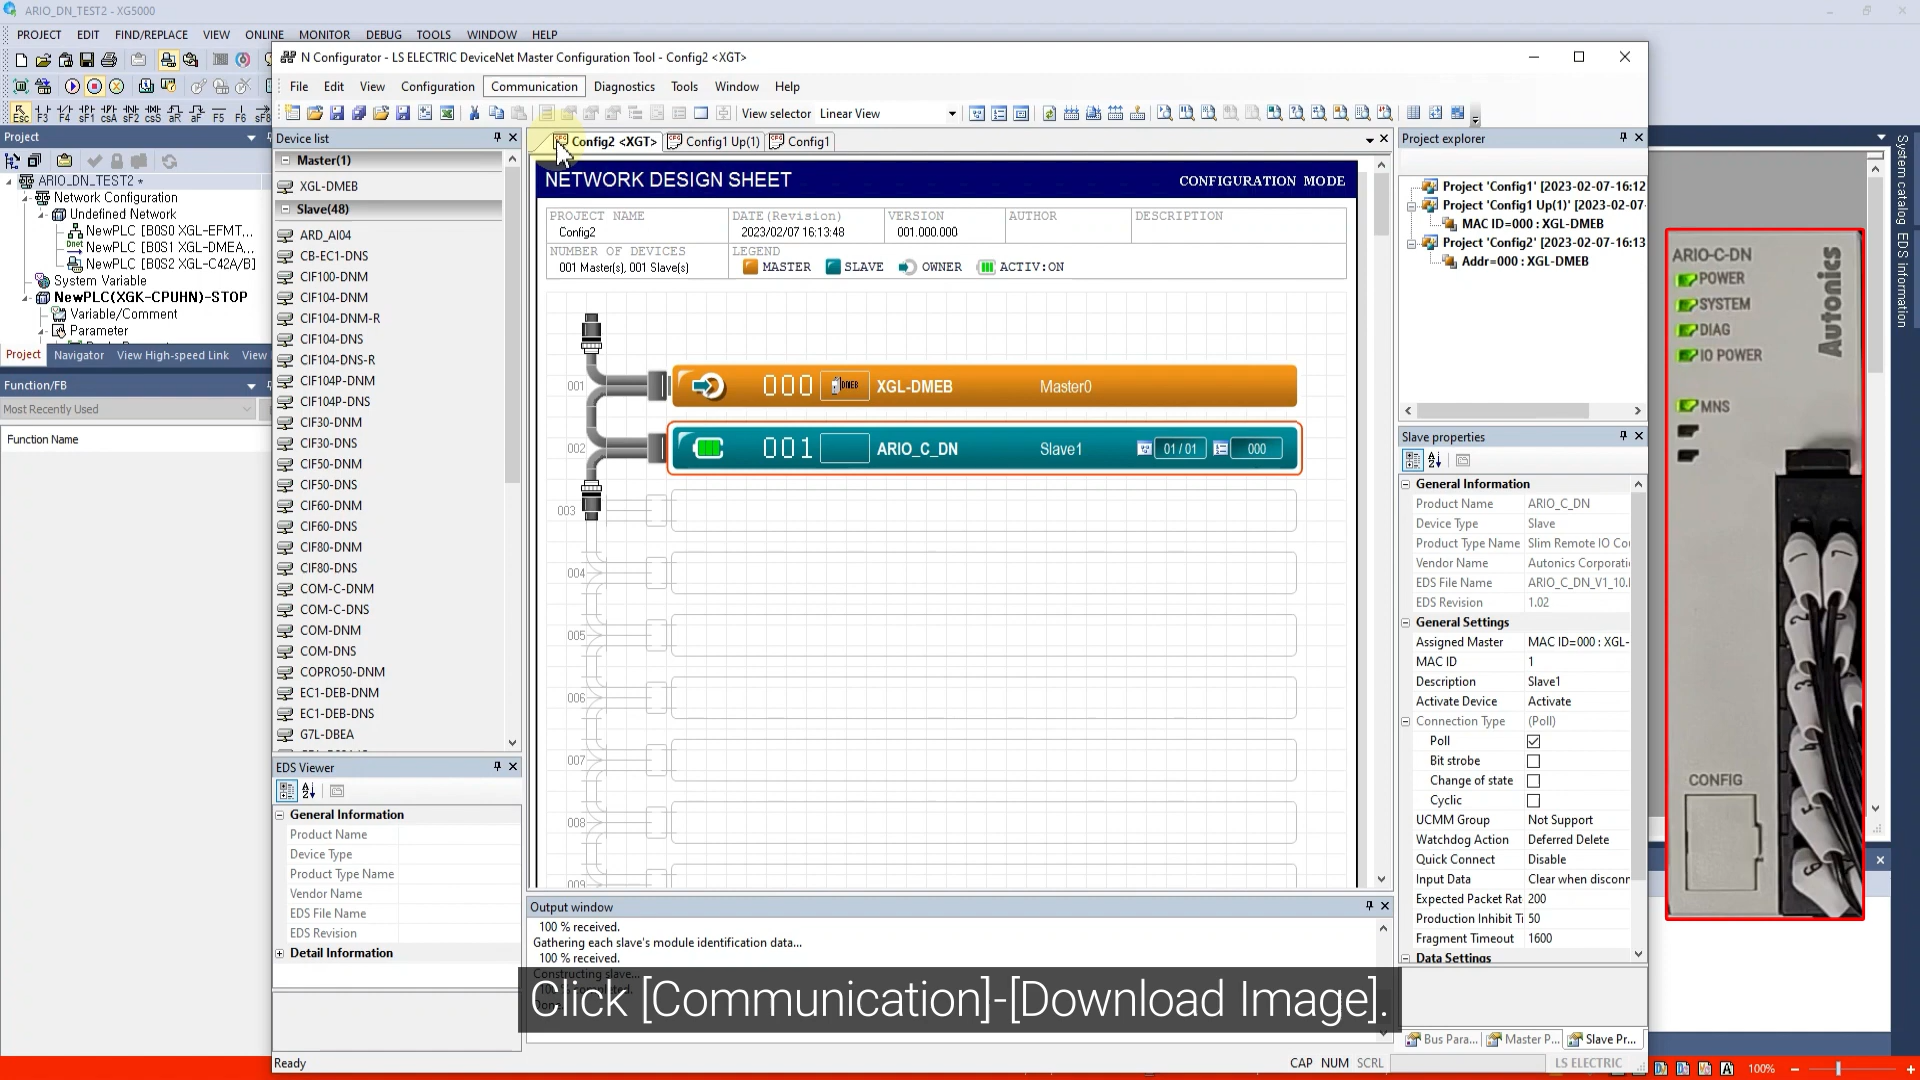 ARIO_DN_TEST2 - XG5000
PROJECT EDIT FIND/REPLACE VIEW ONLINE MONITOR DEBUG TOOLS WINDOW HELP
N Configurator - LS ELECTRIC DeviceNet Master Configuration Tool - Config2 <XGT>
File Edit View Configuration Communication Diagnostics Tools Window Help
View selector Linear View
Esc F3 F4 sF1 sF2 F5 F6 sF8
Project
ARIO_DN_TEST2 *
Network Configuration
Undefined Network
NewPLC [B0S0 XGL-EFMT,...
NewPLC [B0S1 XGL-DMEA,...
NewPLC [B0S2 XGL-C42A/B]
System Variable
NewPLC(XGK-CPUHN)-STOP
Variable/Comment
Parameter
Project Navigator View High-speed Link View
Function/FB
Most Recently Used
Function Name
Device list
Master(1)
XGL-DMEB
Slave(48)
ARD_AI04
CB-EC1-DNS
CIF100-DNM
CIF104-DNM
CIF104-DNM-R
CIF104-DNS
CIF104-DNS-R
CIF104P-DNM
CIF104P-DNS
CIF30-DNM
CIF30-DNS
CIF50-DNM
CIF50-DNS
CIF60-DNM
CIF60-DNS
CIF80-DNM
CIF80-DNS
COM-C-DNM
COM-C-DNS
COM-DNM
COM-DNS
COPRO50-DNM
EC1-DEB-DNM
EC1-DEB-DNS
G7L-DBEA
EDS Viewer
General Information
Product Name
Device Type
Product Type Name
Vendor Name
EDS File Name
EDS Revision
Detail Information
Config2 <XGT> Config1 Up(1) Config1
NETWORK DESIGN SHEET CONFIGURATION MODE
PROJECT NAME DATE(Revision) VERSION AUTHOR DESCRIPTION
Config2 2023/02/07 16:13:48 001.000.000
NUMBER OF DEVICES LEGEND
001 Master(s), 001 Slave(s) MASTER SLAVE OWNER ACTIV:ON
001 000 DMEB XGL-DMEB Master0
002 001 ARIO_C_DN Slave1 01/01 000
003
004
005
006
007
008
009
Output window
100 % received.
Gathering each slave's module identification data...
100 % received.
Constructing slave...
Click [Communication]-[Download Image].
Ready CAP NUM SCRL LS ELECTRIC
Project explorer
Project 'Config1' [2023-02-07-16:12
Project 'Config1 Up(1)' [2023-02-07-
MAC ID=000 : XGL-DMEB
Project 'Config2' [2023-02-07-16:13
Addr=000 : XGL-DMEB
Slave properties
General Information
Product Name ARIO_C_DN
Device Type Slave
Product Type Name Slim Remote IO Co
Vendor Name Autonics Corporati
EDS File Name ARIO_C_DN_V1_10.
EDS Revision 1.02
General Settings
Assigned Master MAC ID=000 : XGL-
MAC ID 1
Description Slave1
Activate Device Activate
Connection Type (Poll)
Poll
Bit strobe
Change of state
Cyclic
UCMM Group Not Support
Watchdog Action Deferred Delete
Quick Connect Disable
Input Data Clear when disconn
Expected Packet Rat 200
Production Inhibit Ti 50
Fragment Timeout 1600
Data Settings
Bus Para... Master P... Slave Pr...
ARIO-C-DN
POWER
SYSTEM
DIAG
IO POWER
MNS
Autonics
CONFIG
System catalog
EDS information
100%